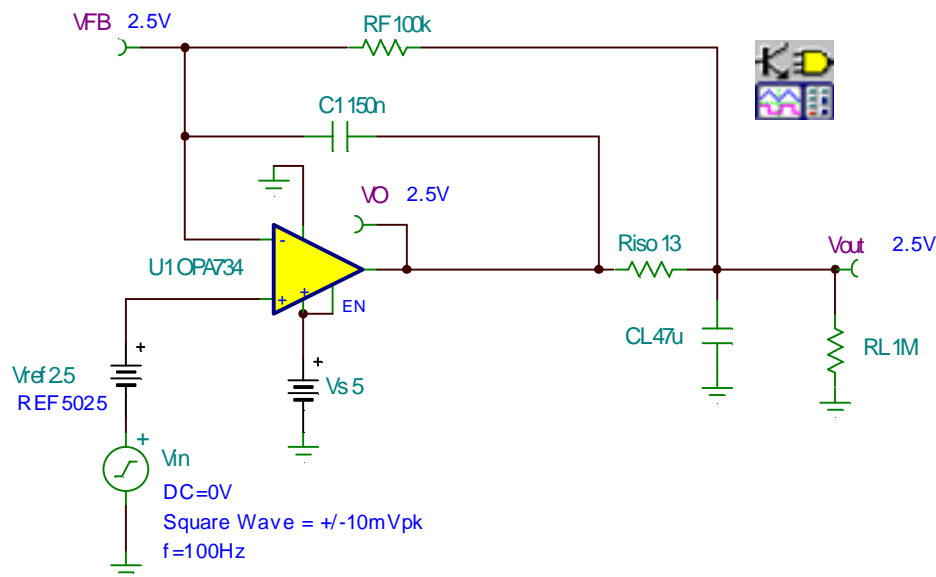 VFB 2.5V
RF 100k
C1 150n
VO 2.5V
Riso 13
Vout 2.5V
-
U1 OPA734
+
+
EN
CL 47u
RL 1M
+
+
Vref 2.5
Vs 5
REF5025
+
Vin
DC=0V
Square Wave = +/-10mVpk
f=100Hz